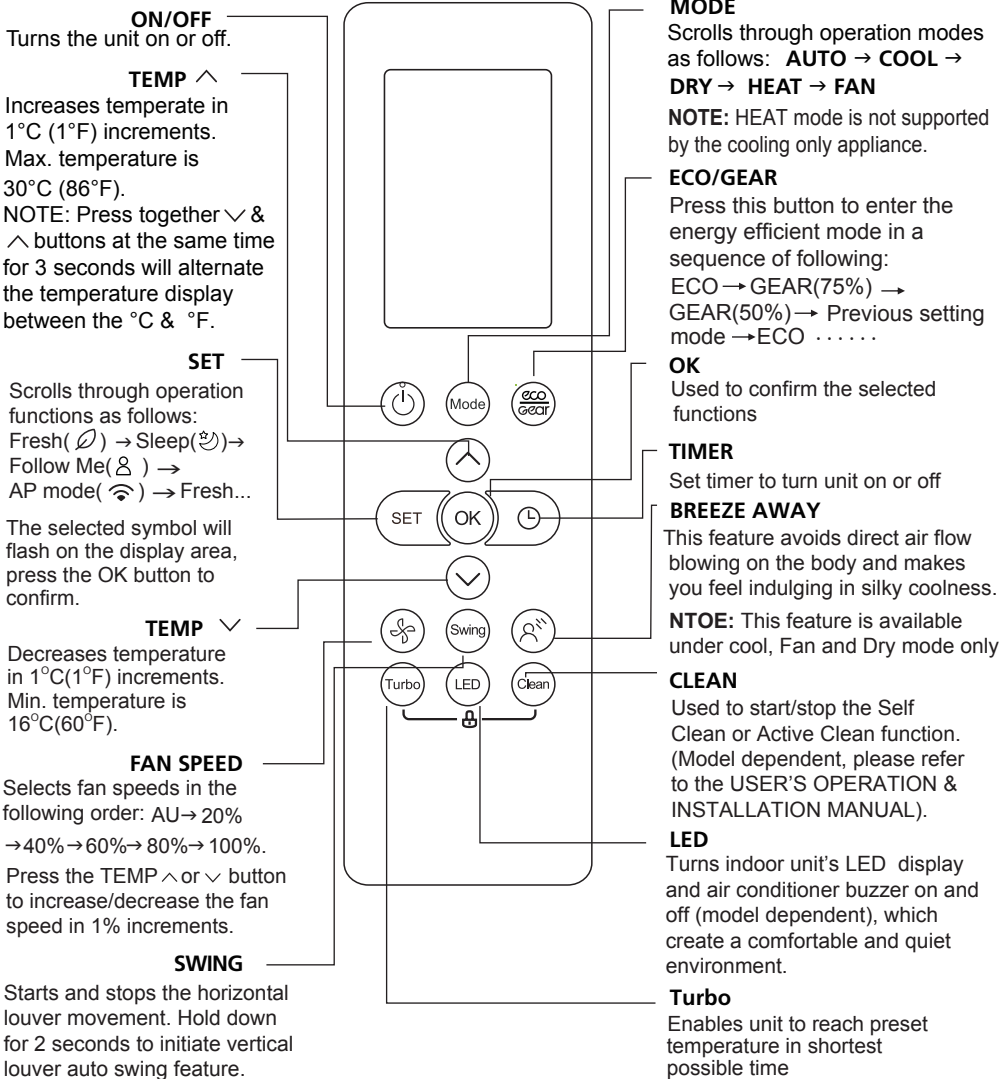 ON/OFF
Turns the unit on or off.
TEMP ︿
Increases temperate in
1°C (1°F) increments.
Max. temperature is
30°C (86°F).
NOTE: Press together ﹀ &
︿ buttons at the same time
for 3 seconds will alternate
the temperature display
between the °C & °F.
SET
Scrolls through operation
functions as follows:
Fresh( ) → Sleep( ) →
Follow Me( ) →
AP mode( ) → Fresh...
The selected symbol will
flash on the display area,
press the OK button to
confirm.
TEMP ﹀
Decreases temperature
in 1°C(1°F) increments.
Min. temperature is
16°C(60°F).
FAN SPEED
Selects fan speeds in the
following order: AU→ 20%
→40%→60%→ 80%→ 100%.
Press the TEMP ︿ or ﹀ button
to increase/decrease the fan
speed in 1% increments.
SWING
Starts and stops the horizontal
louver movement. Hold down
for 2 seconds to initiate vertical
louver auto swing feature.
Mode
eco
Gear
SET
OK
Swing
Turbo
LED
Clean
MODE
Scrolls through operation modes
as follows: AUTO → COOL →
DRY → HEAT → FAN
NOTE: HEAT mode is not supported
by the cooling only appliance.
ECO/GEAR
Press this button to enter the
energy efficient mode in a
sequence of following:
ECO → GEAR(75%) →
GEAR(50%) → Previous setting
mode → ECO ······
OK
Used to confirm the selected
functions
TIMER
Set timer to turn unit on or off
BREEZE AWAY
This feature avoids direct air flow
blowing on the body and makes
you feel indulging in silky coolness.
NTOE: This feature is available
under cool, Fan and Dry mode only
CLEAN
Used to start/stop the Self
Clean or Active Clean function.
(Model dependent, please refer
to the USER'S OPERATION &
INSTALLATION MANUAL).
LED
Turns indoor unit's LED display
and air conditioner buzzer on and
off (model dependent), which
create a comfortable and quiet
environment.
Turbo
Enables unit to reach preset
temperature in shortest
possible time